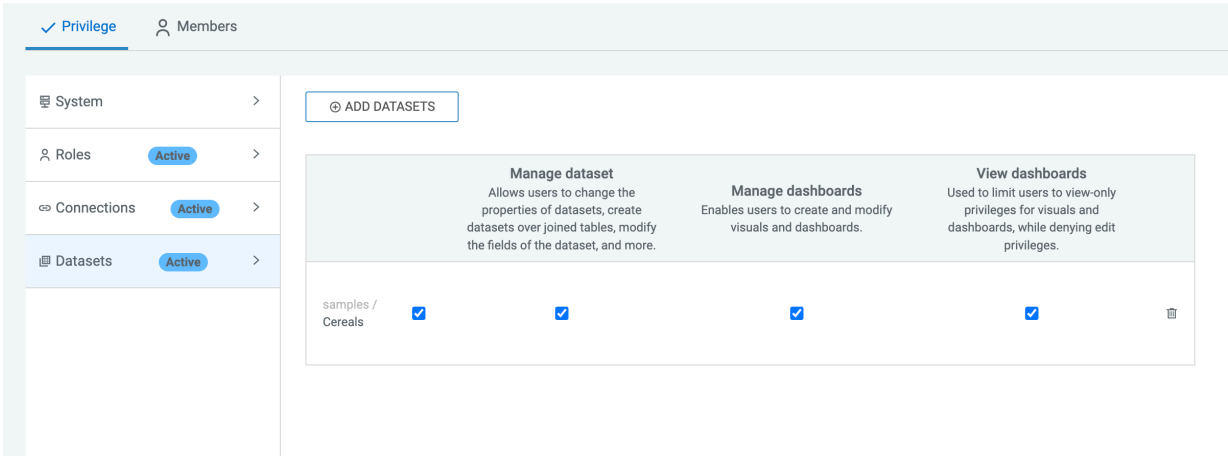 Privilege
Members
System
Roles
Active
Connections
Active
Datasets
Active
ADD DATASETS
Manage dataset
Allows users to change the
properties of datasets, create
datasets over joined tables, modify
the fields of the dataset, and more.
Manage dashboards
Enables users to create and modify
visuals and dashboards.
View dashboards
Used to limit users to view-only
privileges for visuals and
dashboards, while denying edit
privileges.
samples /
Cereals